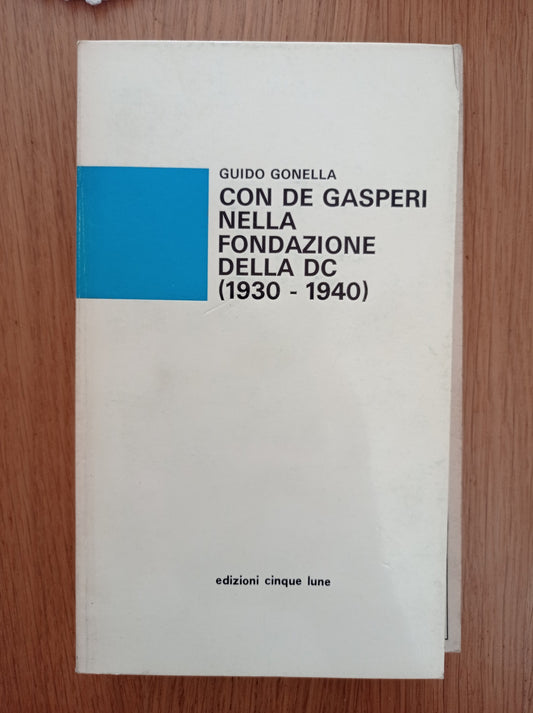 GUIDO GONELLA
CON DE GASPERI
NELLA
FONDAZIONE
DELLA DC
(1930 - 1940)
edizioni cinque lune